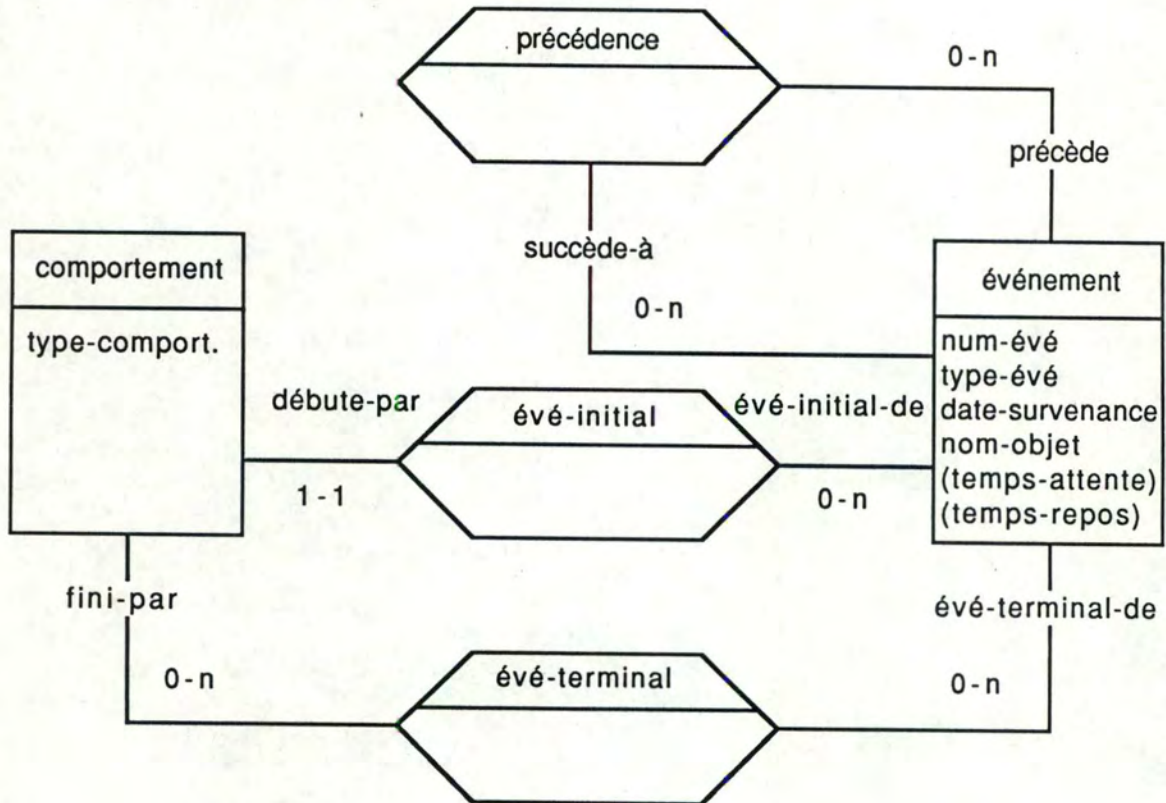 précédence
0-n
précède
succède-à
0-n
comportement
type-comport.
événement
num-évé
type-évé
date-survenance
nom-objet
(temps-attente)
(temps-repos)
débute-par
1-1
évé-initial
évé-initial-de
0-n
fini-par
0-n
évé-terminal
évé-terminal-de
0-n